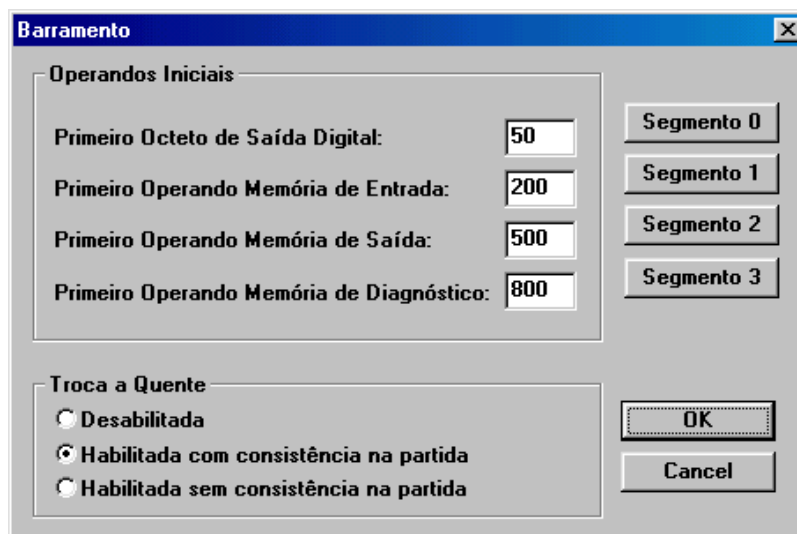 Barramento
Operandos Iniciais
Primeiro Octeto de Saída Digital: 50
Primeiro Operando Memória de Entrada: 200
Primeiro Operando Memória de Saída: 500
Primeiro Operando Memória de Diagnóstico: 800
Segmento 0
Segmento 1
Segmento 2
Segmento 3
Troca a Quente
Desabilitada
Habilitada com consistência na partida
Habilitada sem consistência na partida
OK
Cancel